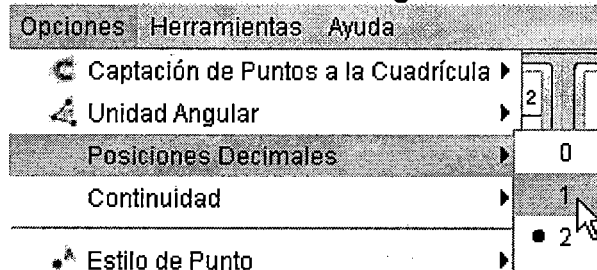 Opciones Herramientas Ayuda
Captación de Puntos a la Cuadrícula
2
Unidad Angular
Posiciones Decimales
0
Continuidad
1
2
Estilo de Punto